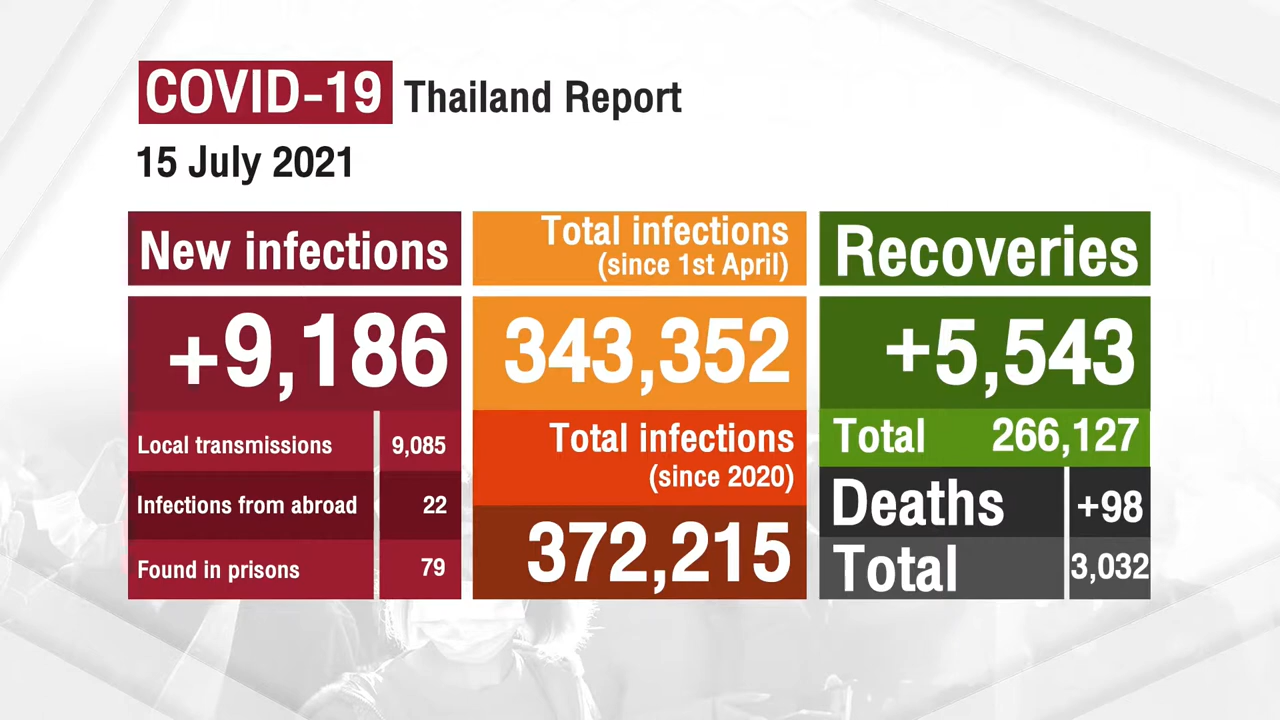 COVID-19 Thailand Report
15 July 2021
New infections
+9,186
Local transmissions 9,085
Infections from abroad 22
Found in prisons 79
Total infections
(since 1st April)
343,352
Total infections
(since 2020)
372,215
Recoveries
+5,543
Total 266,127
Deaths +98
Total 3,032